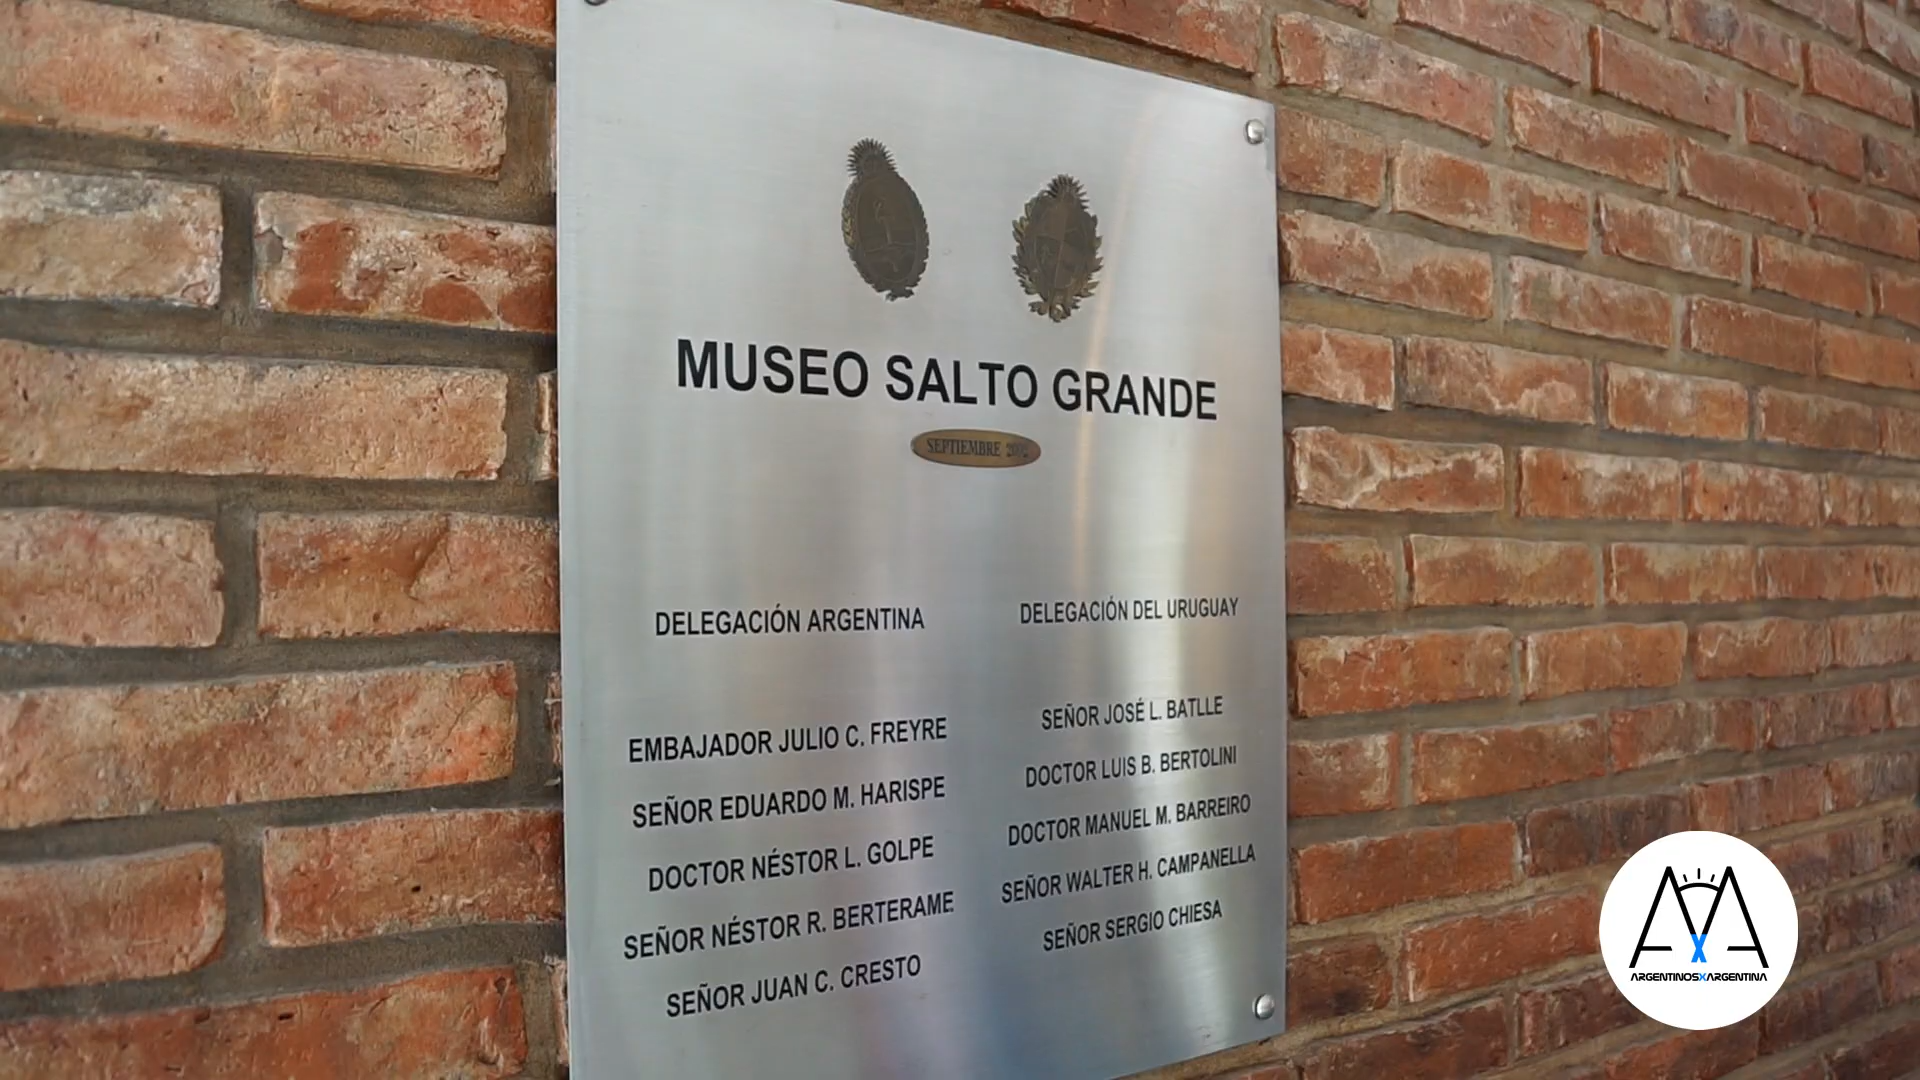 MUSEO SALTO GRANDE
SEPTIEMBRE
DELEGACIÓN ARGENTINA
EMBAJADOR JULIO C. FREYRE
SEÑOR EDUARDO M. HARISPE
DOCTOR NÉSTOR L. GOLPE
SEÑOR NÉSTOR R. BERTERAME
SEÑOR JUAN C. CRESTO
DELEGACIÓN DEL URUGUAY
SEÑOR JOSÉ L. BATLLE
DOCTOR LUIS B. BERTOLINI
DOCTOR MANUEL M. BARREIRO
SEÑOR WALTER H. CAMPANELLA
SEÑOR SERGIO CHIESA
AXA
ARGENTINOSXARGENTINA